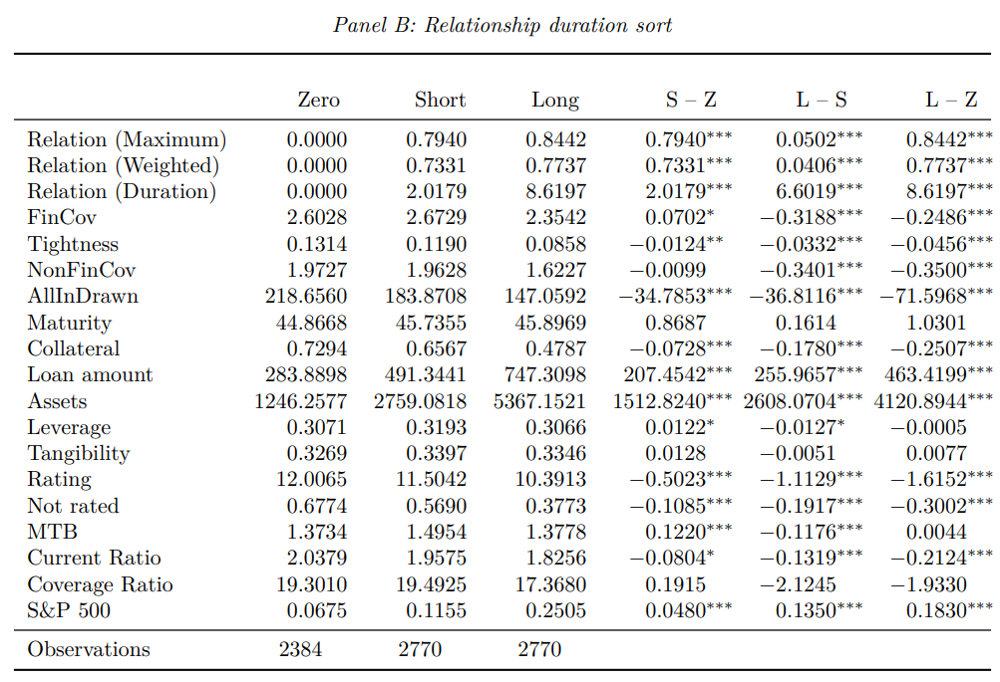 Panel B: Relationship duration sort
Zero Short Long S – Z L – S L – Z
Relation (Maximum) 0.0000 0.7940 0.8442 0.7940*** 0.0502*** 0.8442***
Relation (Weighted) 0.0000 0.7331 0.7737 0.7331*** 0.0406*** 0.7737***
Relation (Duration) 0.0000 2.0179 8.6197 2.0179*** 6.6019*** 8.6197***
FinCov 2.6028 2.6729 2.3542 0.0702* −0.3188*** −0.2486***
Tightness 0.1314 0.1190 0.0858 −0.0124** −0.0332*** −0.0456***
NonFinCov 1.9727 1.9628 1.6227 −0.0099 −0.3401*** −0.3500***
AllInDrawn 218.6560 183.8708 147.0592 −34.7853*** −36.8116*** −71.5968***
Maturity 44.8668 45.7355 45.8969 0.8687 0.1614 1.0301
Collateral 0.7294 0.6567 0.4787 −0.0728*** −0.1780*** −0.2507***
Loan amount 283.8898 491.3441 747.3098 207.4542*** 255.9657*** 463.4199***
Assets 1246.2577 2759.0818 5367.1521 1512.8240*** 2608.0704*** 4120.8944***
Leverage 0.3071 0.3193 0.3066 0.0122* −0.0127* −0.0005
Tangibility 0.3269 0.3397 0.3346 0.0128 −0.0051 0.0077
Rating 12.0065 11.5042 10.3913 −0.5023*** −1.1129*** −1.6152***
Not rated 0.6774 0.5690 0.3773 −0.1085*** −0.1917*** −0.3002***
MTB 1.3734 1.4954 1.3778 0.1220*** −0.1176*** 0.0044
Current Ratio 2.0379 1.9575 1.8256 −0.0804* −0.1319*** −0.2124***
Coverage Ratio 19.3010 19.4925 17.3680 0.1915 −2.1245 −1.9330
S&P 500 0.0675 0.1155 0.2505 0.0480*** 0.1350*** 0.1830***
Observations 2384 2770 2770